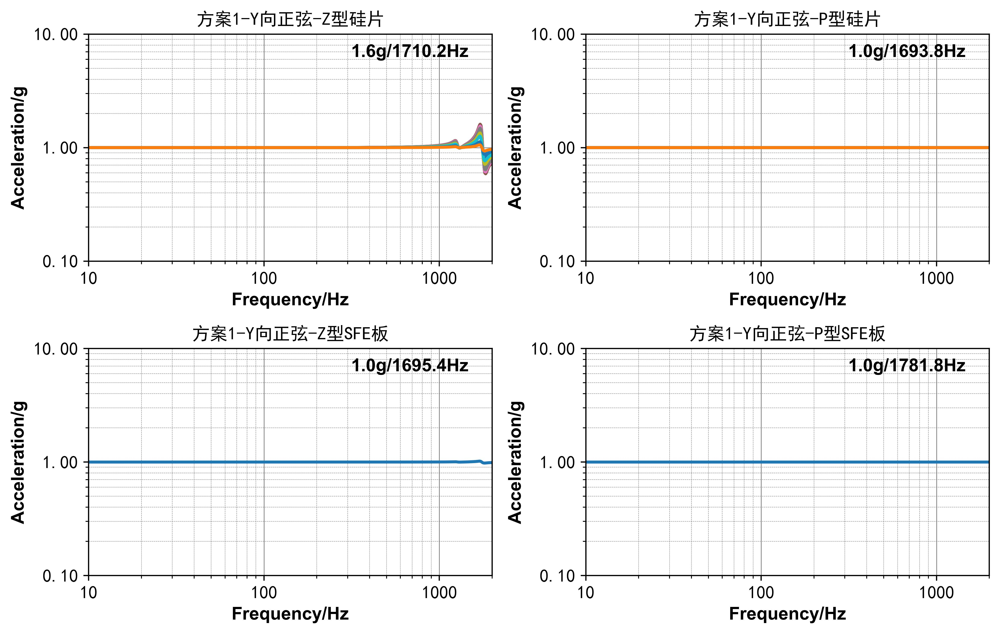 方案1-Y向正弦-Z型硅片
10.00
1.6g/1710.2Hz
Acceleration/g
1.00
0.10
10
100
1000
Frequency/Hz
方案1-Y向正弦-P型硅片
10.00
1.0g/1693.8Hz
Acceleration/g
1.00
0.10
10
100
1000
Frequency/Hz
方案1-Y向正弦-Z型SFE板
10.00
1.0g/1695.4Hz
Acceleration/g
1.00
0.10
10
100
1000
Frequency/Hz
方案1-Y向正弦-P型SFE板
10.00
1.0g/1781.8Hz
Acceleration/g
1.00
0.10
10
100
1000
Frequency/Hz